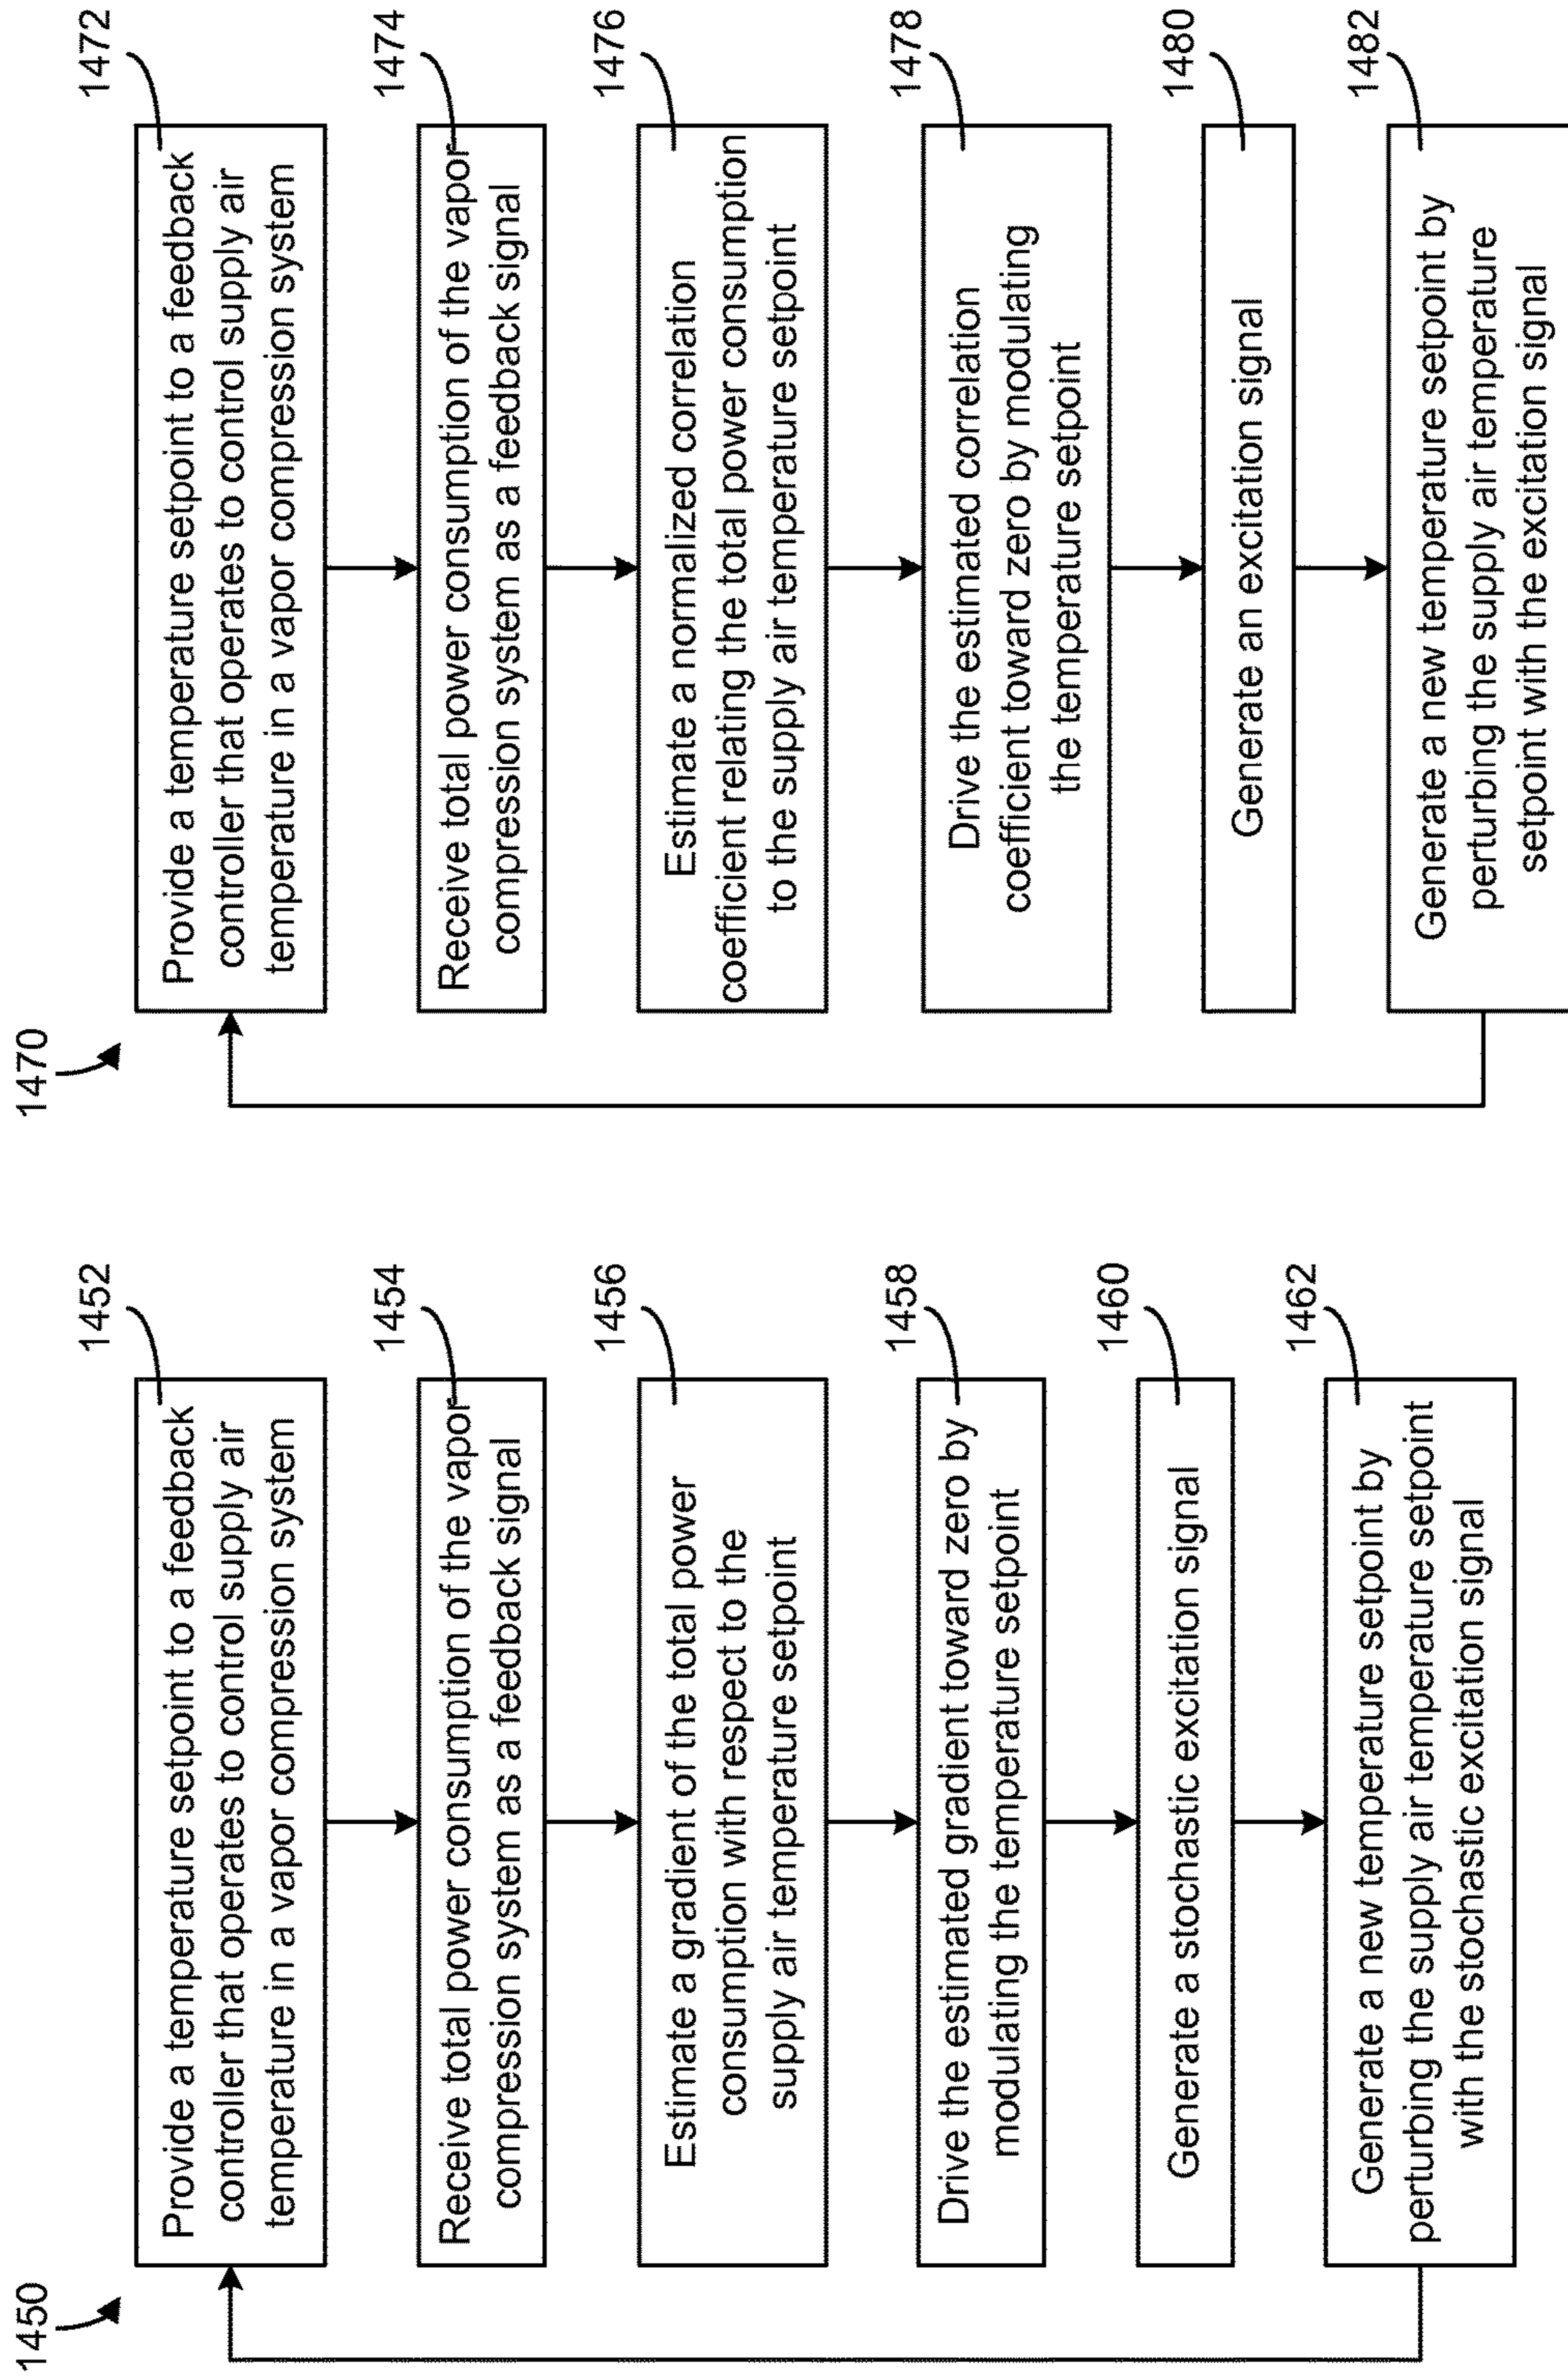 1450
1452
Provide a temperature setpoint to a feedback
controller that operates to control supply air
temperature in a vapor compression system
1454
Receive total power consumption of the vapor
compression system as a feedback signal
1456
Estimate a gradient of the total power
consumption with respect to the
supply air temperature setpoint
1458
Drive the estimated gradient toward zero by
modulating the temperature setpoint
1460
Generate a stochastic excitation signal
1462
Generate a new temperature setpoint by
perturbing the supply air temperature setpoint
with the stochastic excitation signal
1470
1472
Provide a temperature setpoint to a feedback
controller that operates to control supply air
temperature in a vapor compression system
1474
Receive total power consumption of the vapor
compression system as a feedback signal
1476
Estimate a normalized correlation
coefficient relating the total power consumption
to the supply air temperature setpoint
1478
Drive the estimated correlation
coefficient toward zero by modulating
the temperature setpoint
1480
Generate an excitation signal
1482
Generate a new temperature setpoint by
perturbing the supply air temperature
setpoint with the excitation signal